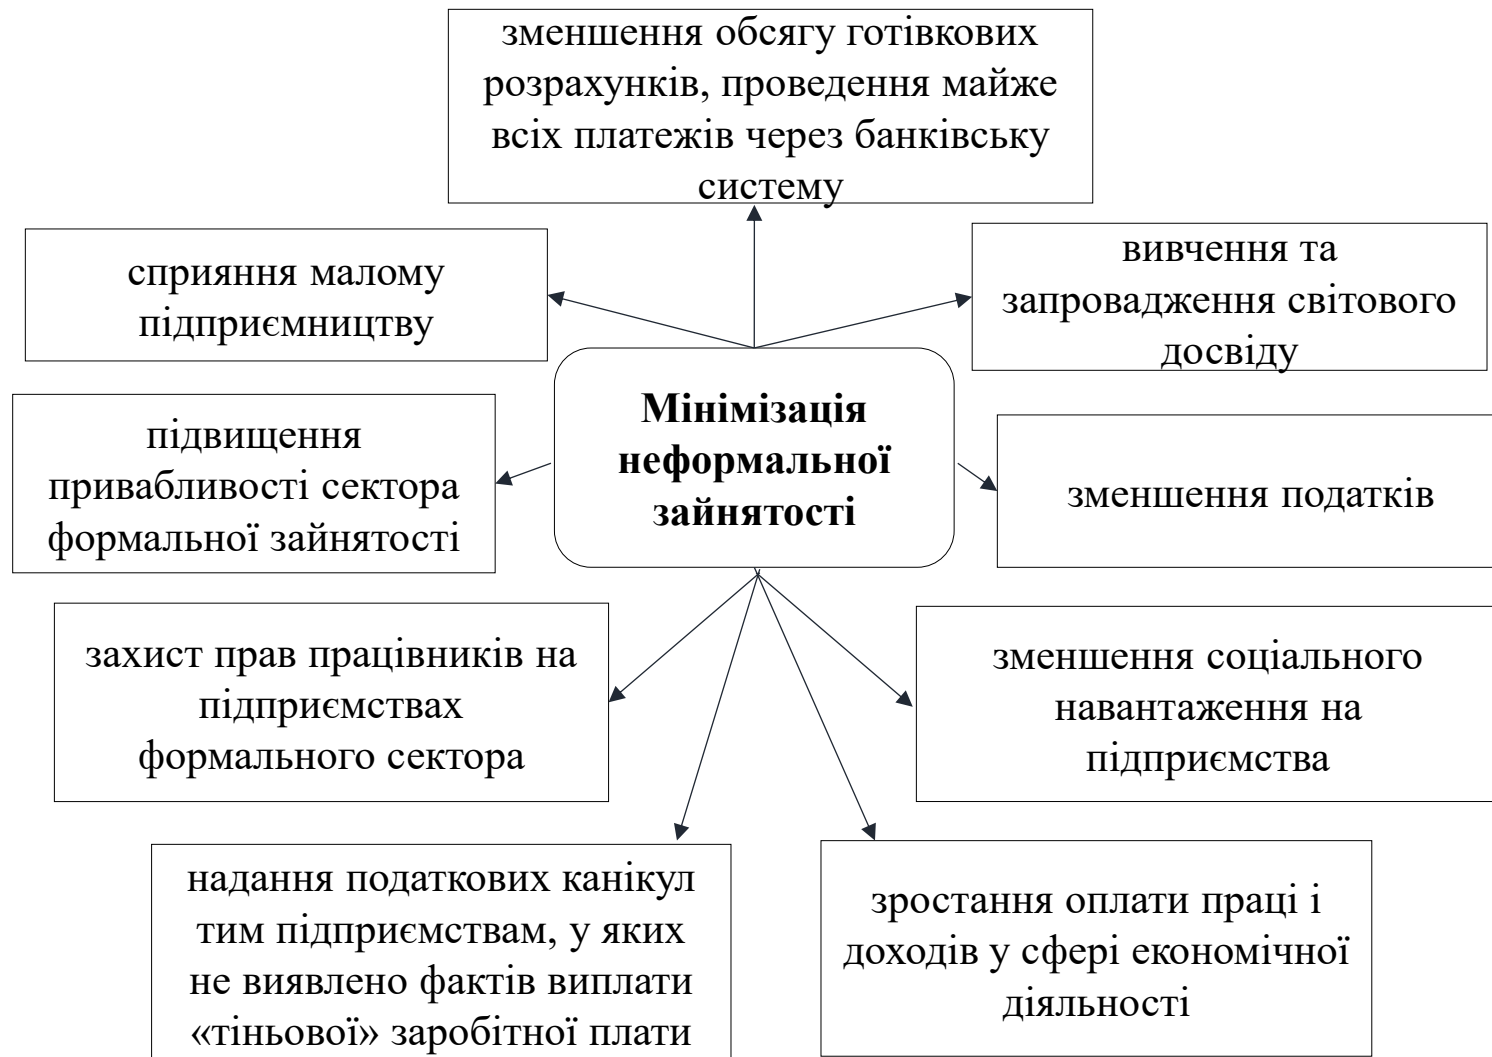 зменшення обсягу готівкових
розрахунків, проведення майже
всіх платежів через банківську
систему
сприяння малому
підприємництву
вивчення та
запровадження світового
досвіду
Мінімізація
неформальної
зайнятості
підвищення
привабливості сектора
формальної зайнятості
зменшення податків
захист прав працівників на
підприємствах
формального сектора
зменшення соціального
навантаження на
підприємства
надання податкових канікул
тим підприємствам, у яких
не виявлено фактів виплати
«тіньової» заробітної плати
зростання оплати праці і
доходів у сфері економічної
діяльності